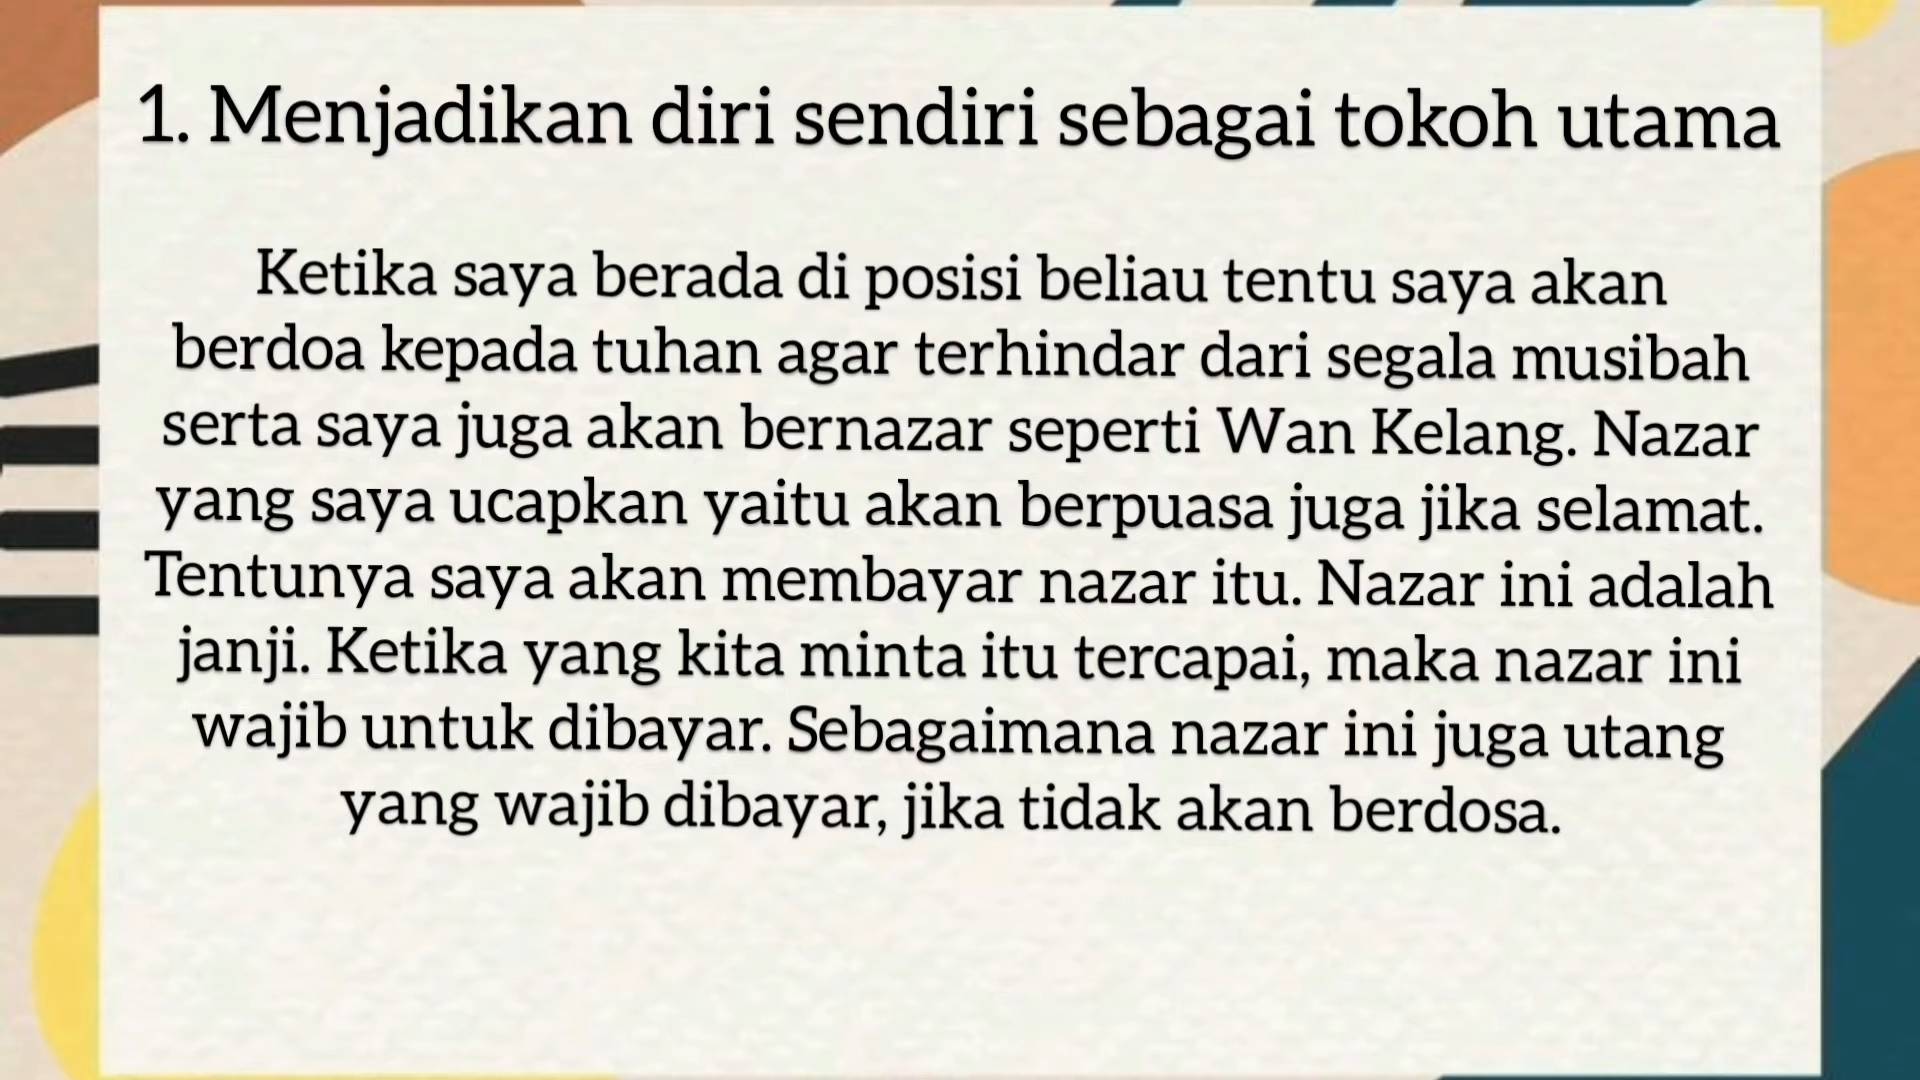 1. Menjadikan diri sendiri sebagai tokoh utama
Ketika saya berada di posisi beliau tentu saya akan
berdoa kepada tuhan agar terhindar dari segala musibah
serta saya juga akan bernazar seperti Wan Kelang. Nazar
yang saya ucapkan yaitu akan berpuasa juga jika selamat.
Tentunya saya akan membayar nazar itu. Nazar ini adalah
janji. Ketika yang kita minta itu tercapai, maka nazar ini
wajib untuk dibayar. Sebagaimana nazar ini juga utang
yang wajib dibayar, jika tidak akan berdosa.